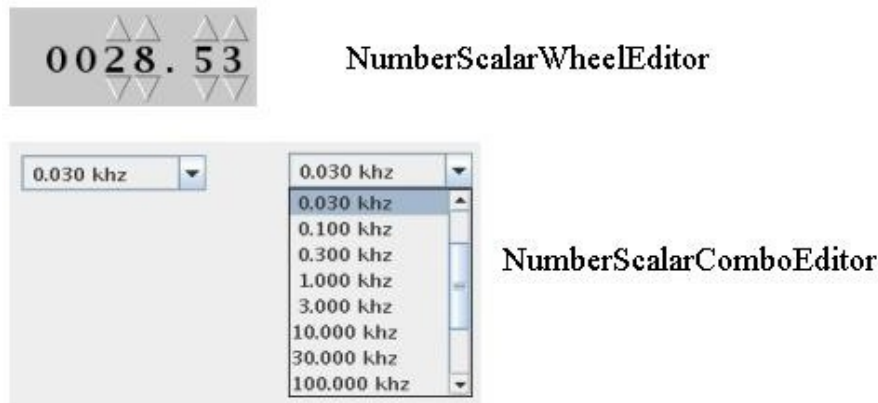 0028.53
NumberScalarWheelEditor
0.030 khz
0.030 khz
0.030 khz
0.100 khz
0.300 khz
1.000 khz
3.000 khz
10.000 khz
30.000 khz
100.000 khz
NumberScalarComboEditor